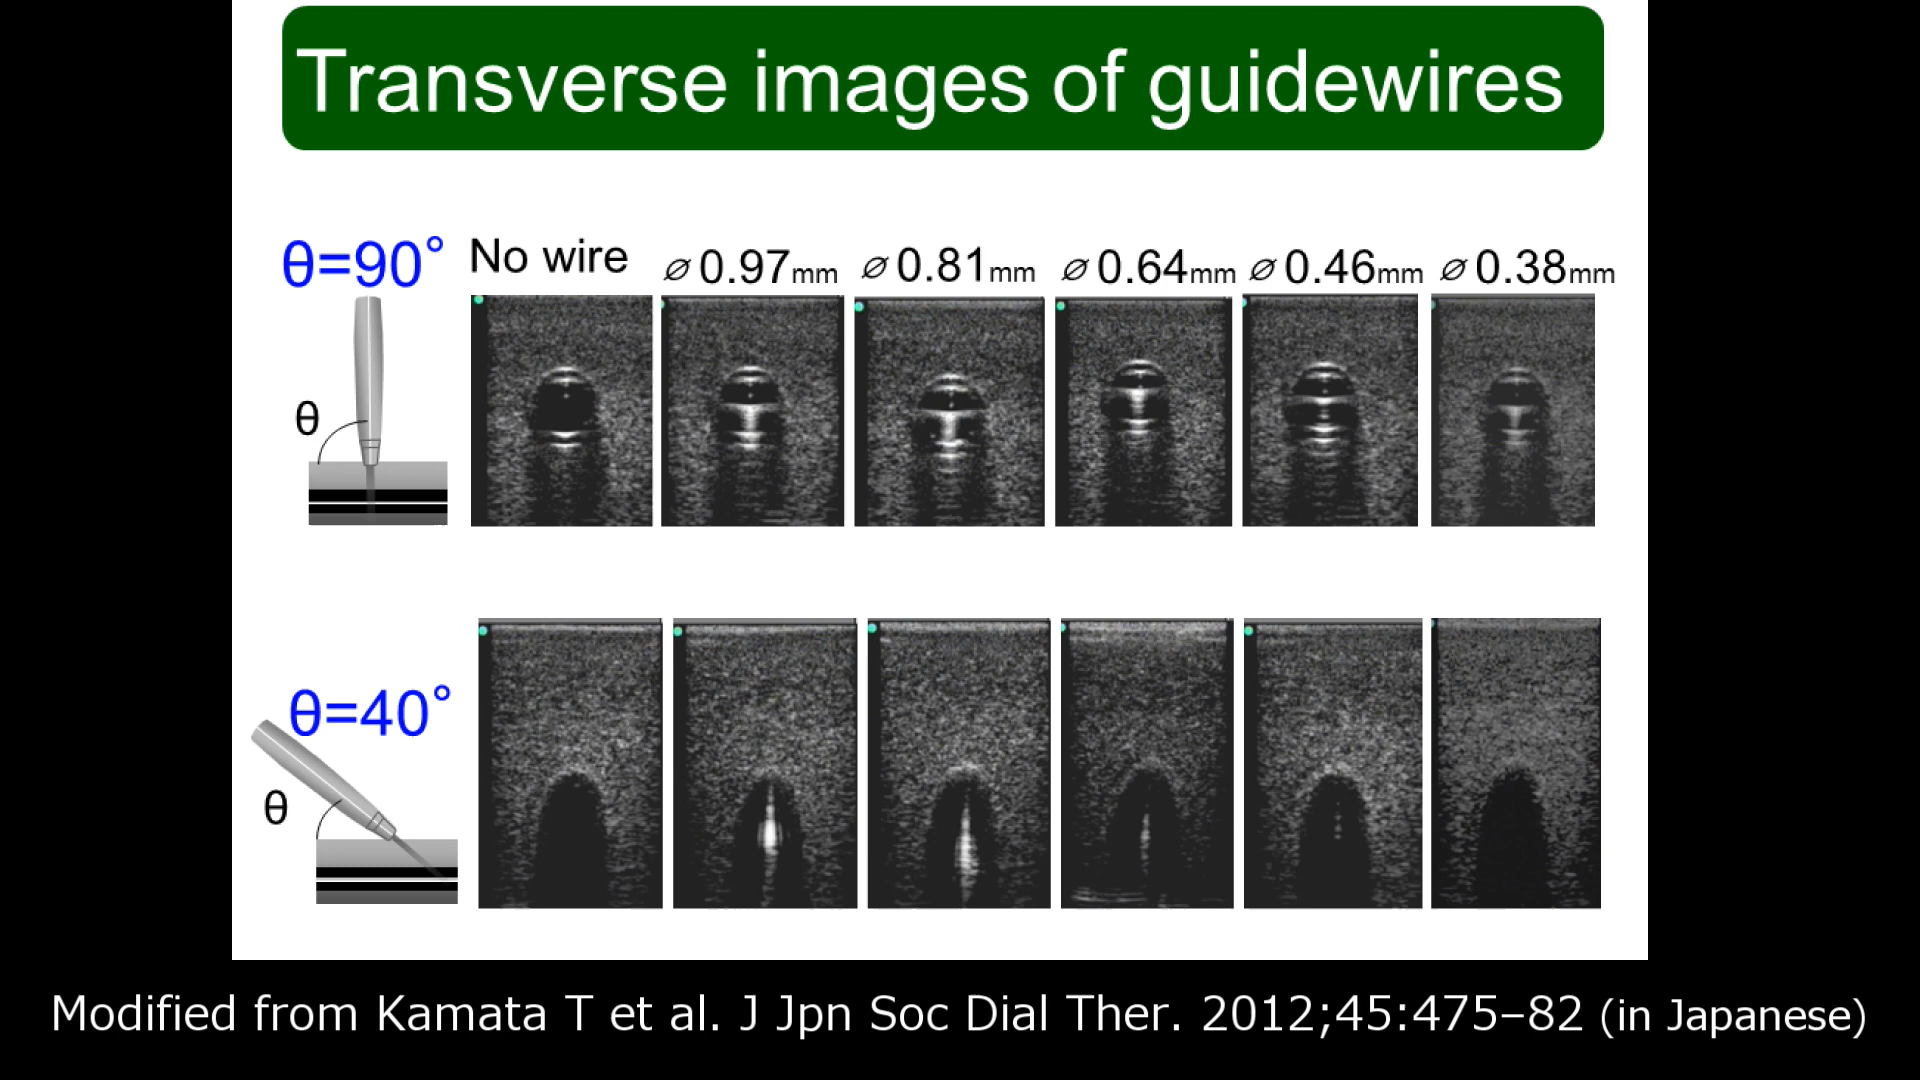 Transverse images of guidewires
θ=90°
No wire
⌀ 0.97mm
⌀ 0.81mm
⌀ 0.64mm
⌀ 0.46mm
⌀ 0.38mm
θ
θ=40°
θ
Modified from Kamata T et al. J Jpn Soc Dial Ther. 2012;45:475–82 (in Japanese)